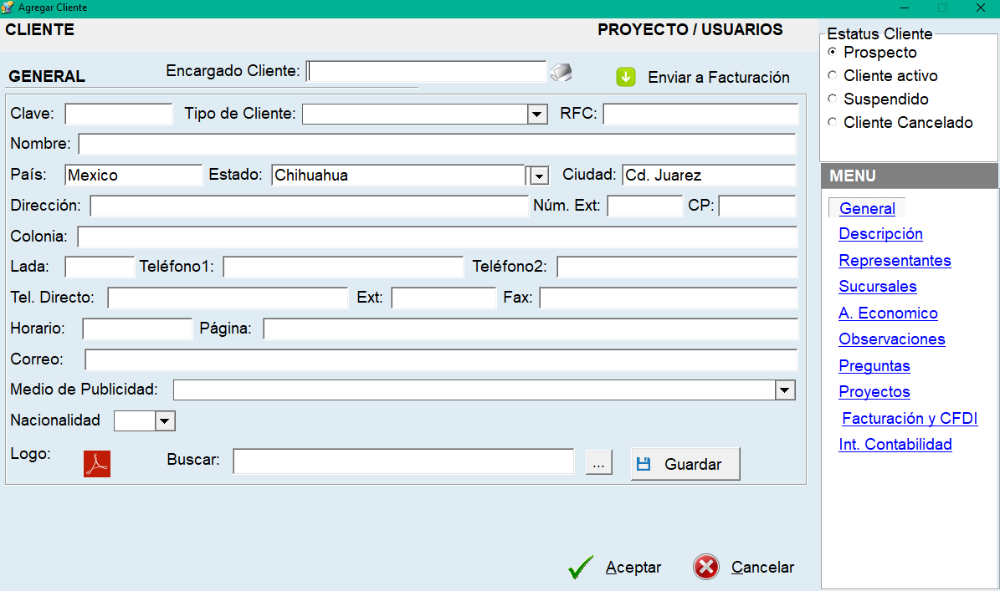 Agregar Cliente
CLIENTE PROYECTO / USUARIOS
GENERAL Encargado Cliente: Enviar a Facturación
Clave: Tipo de Cliente: RFC:
Nombre:
País: Mexico Estado: Chihuahua Ciudad: Cd. Juarez
Dirección: Núm. Ext: CP:
Colonia:
Lada: Teléfono1: Teléfono2:
Tel. Directo: Ext: Fax:
Horario: Página:
Correo:
Medio de Publicidad:
Nacionalidad
Logo: Buscar: ... Guardar
Aceptar Cancelar
Estatus Cliente
Prospecto
Cliente activo
Suspendido
Cliente Cancelado
MENU
General
Descripción
Representantes
Sucursales
A. Economico
Observaciones
Preguntas
Proyectos
Facturación y CFDI
Int. Contabilidad